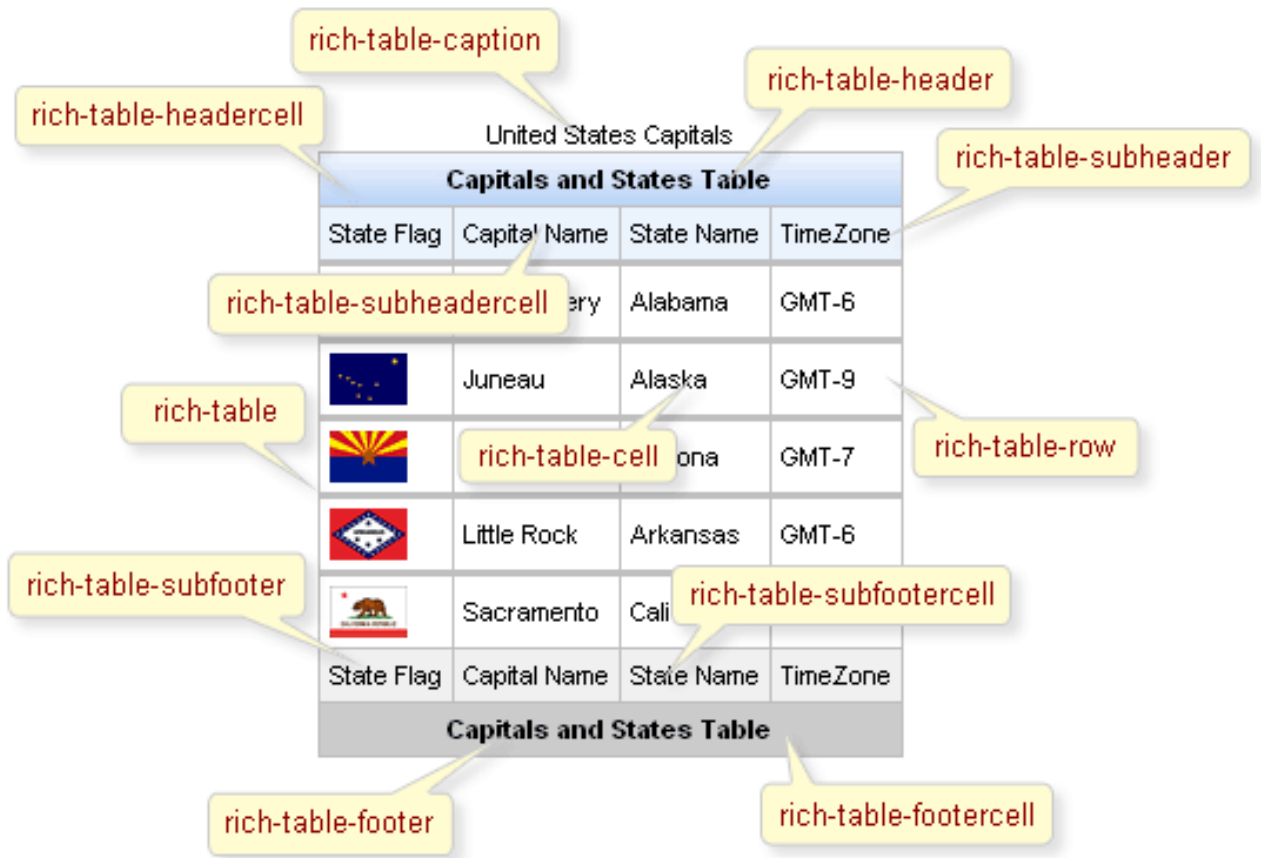 rich-table-caption
rich-table-header
rich-table-headercell
United States Capitals
rich-table-subheader
Capitals and States Table
State Flag Capital Name State Name TimeZone
rich-table-subheadercell
ery Alabama GMT-6
Juneau Alaska GMT-9
rich-table
rich-table-cell
ona GMT-7
rich-table-row
Little Rock Arkansas GMT-6
rich-table-subfooter
rich-table-subfootercell
Sacramento Cali
State Flag Capital Name State Name TimeZone
Capitals and States Table
rich-table-footer
rich-table-footercell